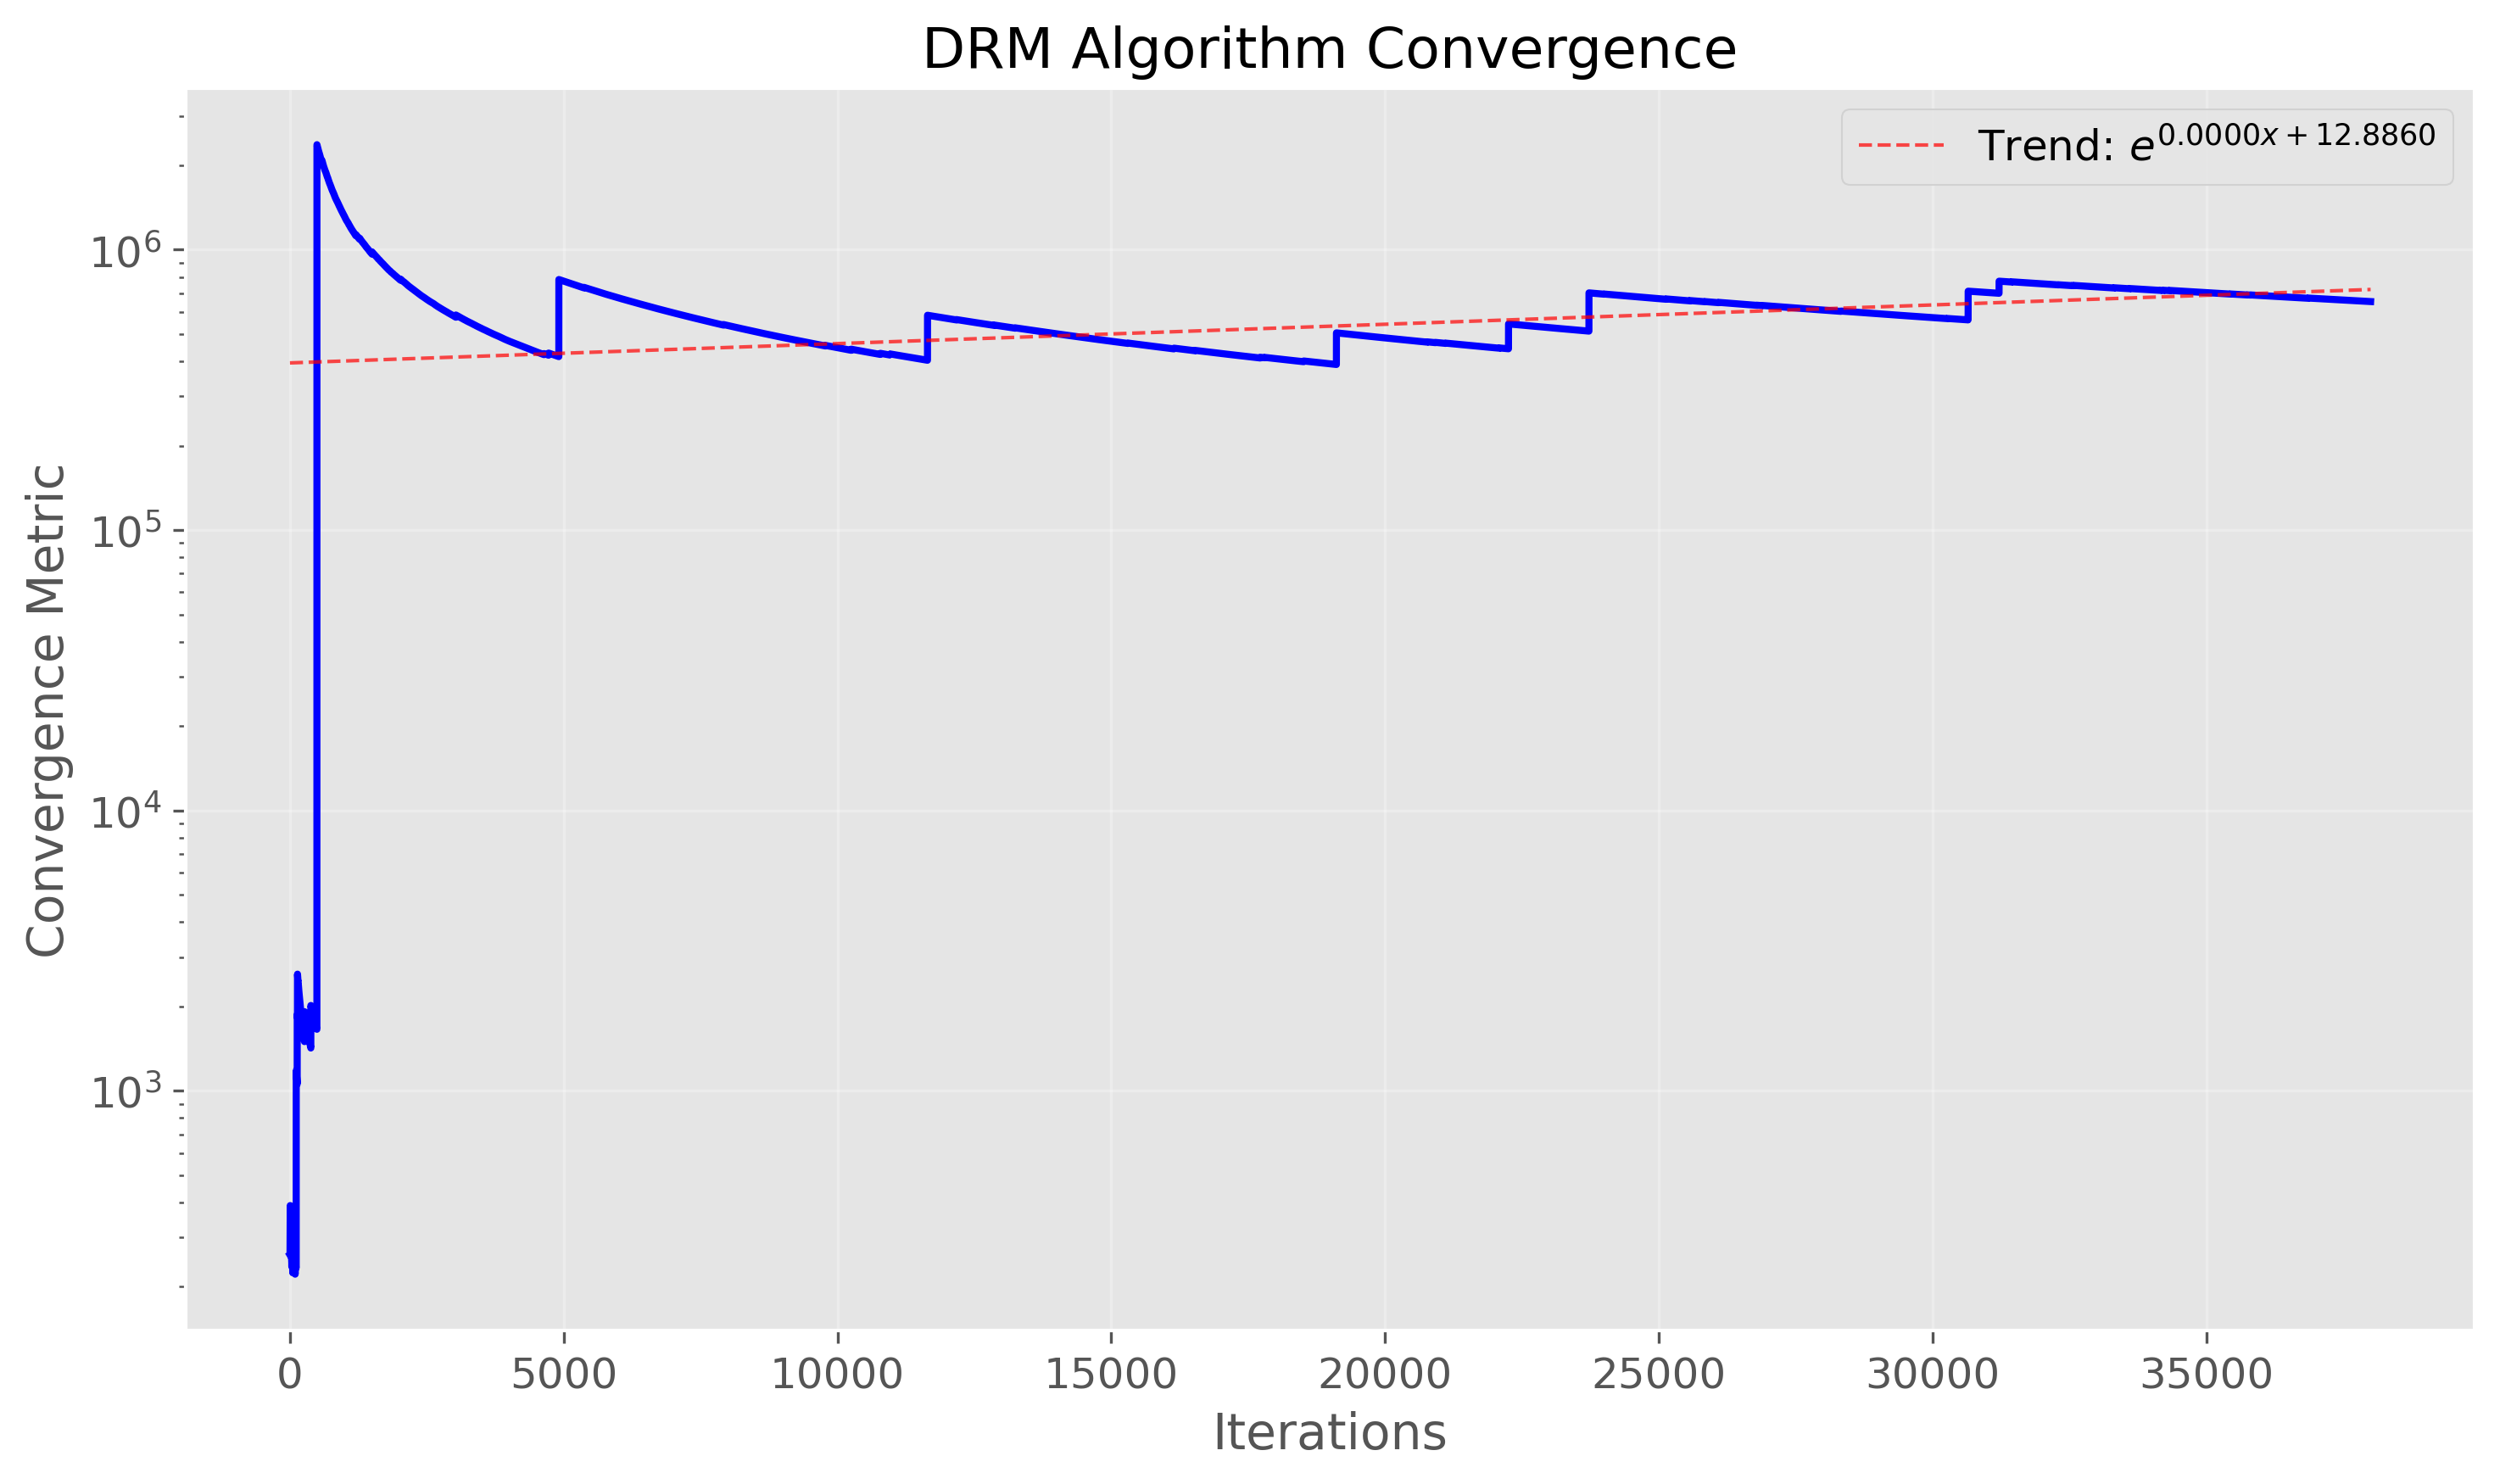 DRM Algorithm Convergence
Trend: e^{0.0000x + 12.8860}
Convergence Metric
10^6
10^5
10^4
10^3
0 5000 10000 15000 20000 25000 30000 35000
Iterations